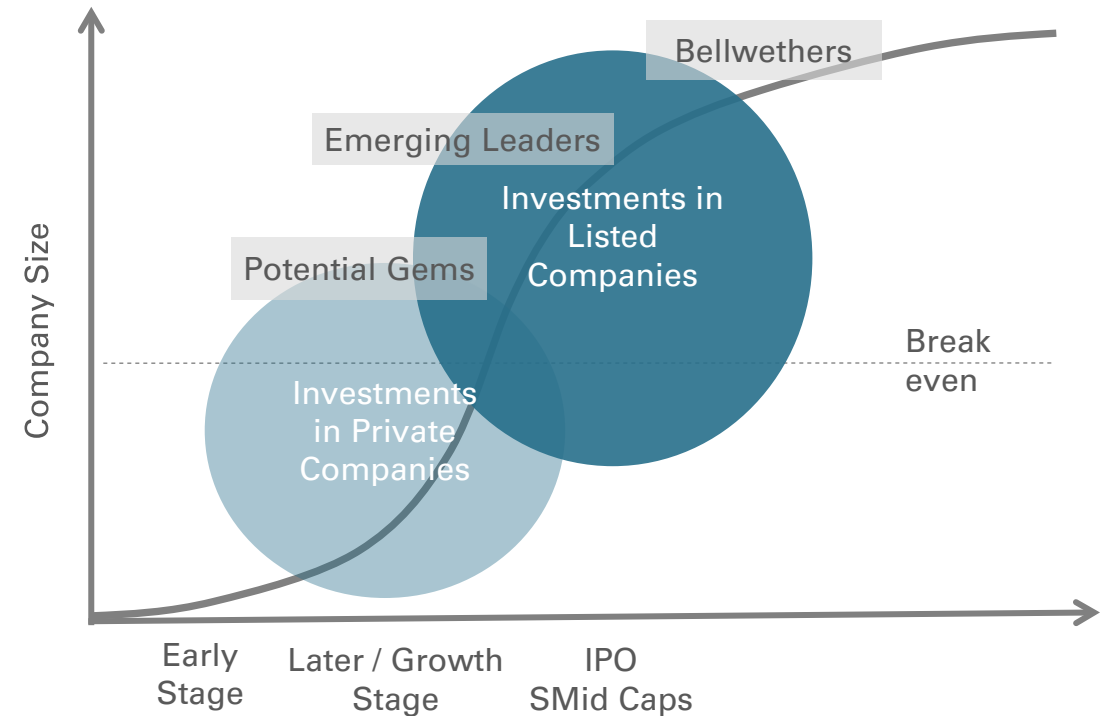 Bellwethers
Emerging Leaders
Investments in
Listed
Companies
Potential Gems
Company Size
Break
even
Investments
in Private
Companies
Early
Stage
Later / Growth
Stage
IPO
SMid Caps